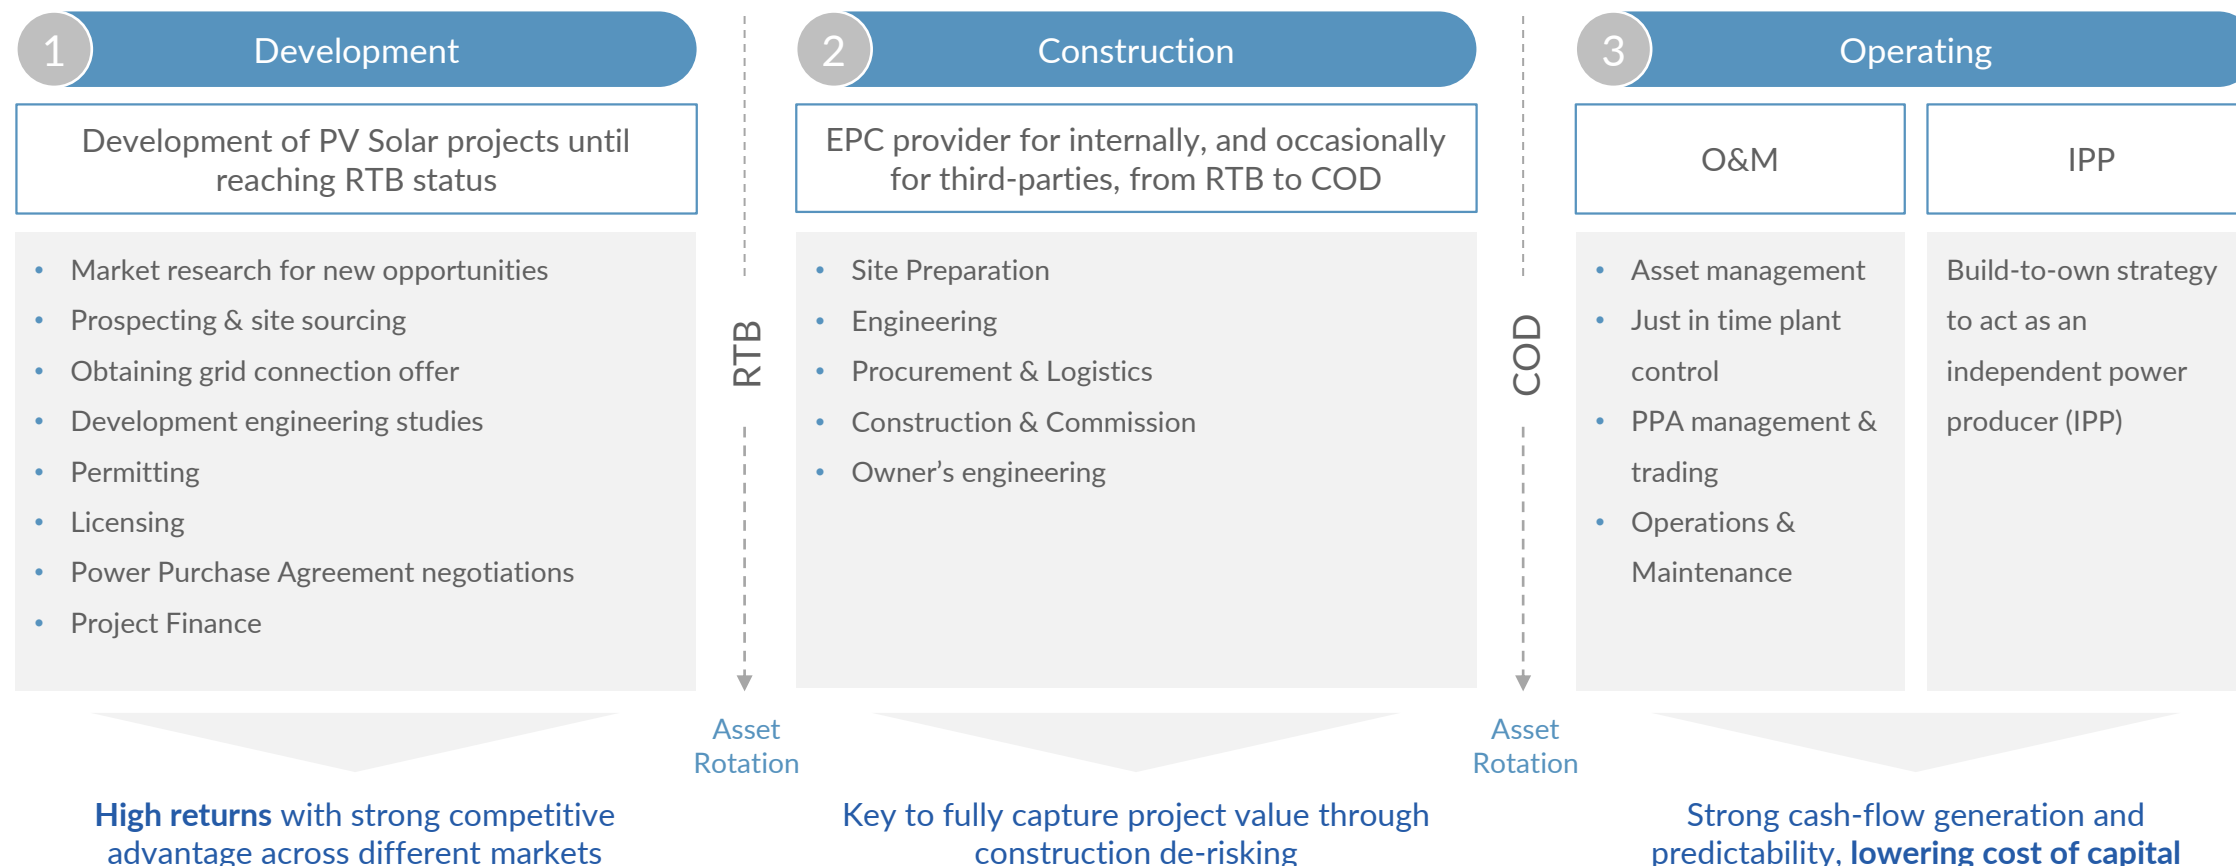 1
Development
Development of PV Solar projects until
reaching RTB status
• Market research for new opportunities
• Prospecting & site sourcing
• Obtaining grid connection offer
• Development engineering studies
• Permitting
• Licensing
• Power Purchase Agreement negotiations
• Project Finance
High returns with strong competitive
advantage across different markets
RTB
Asset
Rotation
2
Construction
EPC provider for internally, and occasionally
for third-parties, from RTB to COD
• Site Preparation
• Engineering
• Procurement & Logistics
• Construction & Commission
• Owner’s engineering
Key to fully capture project value through
construction de-risking
COD
Asset
Rotation
3
Operating
O&M
• Asset management
• Just in time plant
control
• PPA management &
trading
• Operations &
Maintenance
IPP
Build-to-own strategy
to act as an
independent power
producer (IPP)
Strong cash-flow generation and
predictability, lowering cost of capital